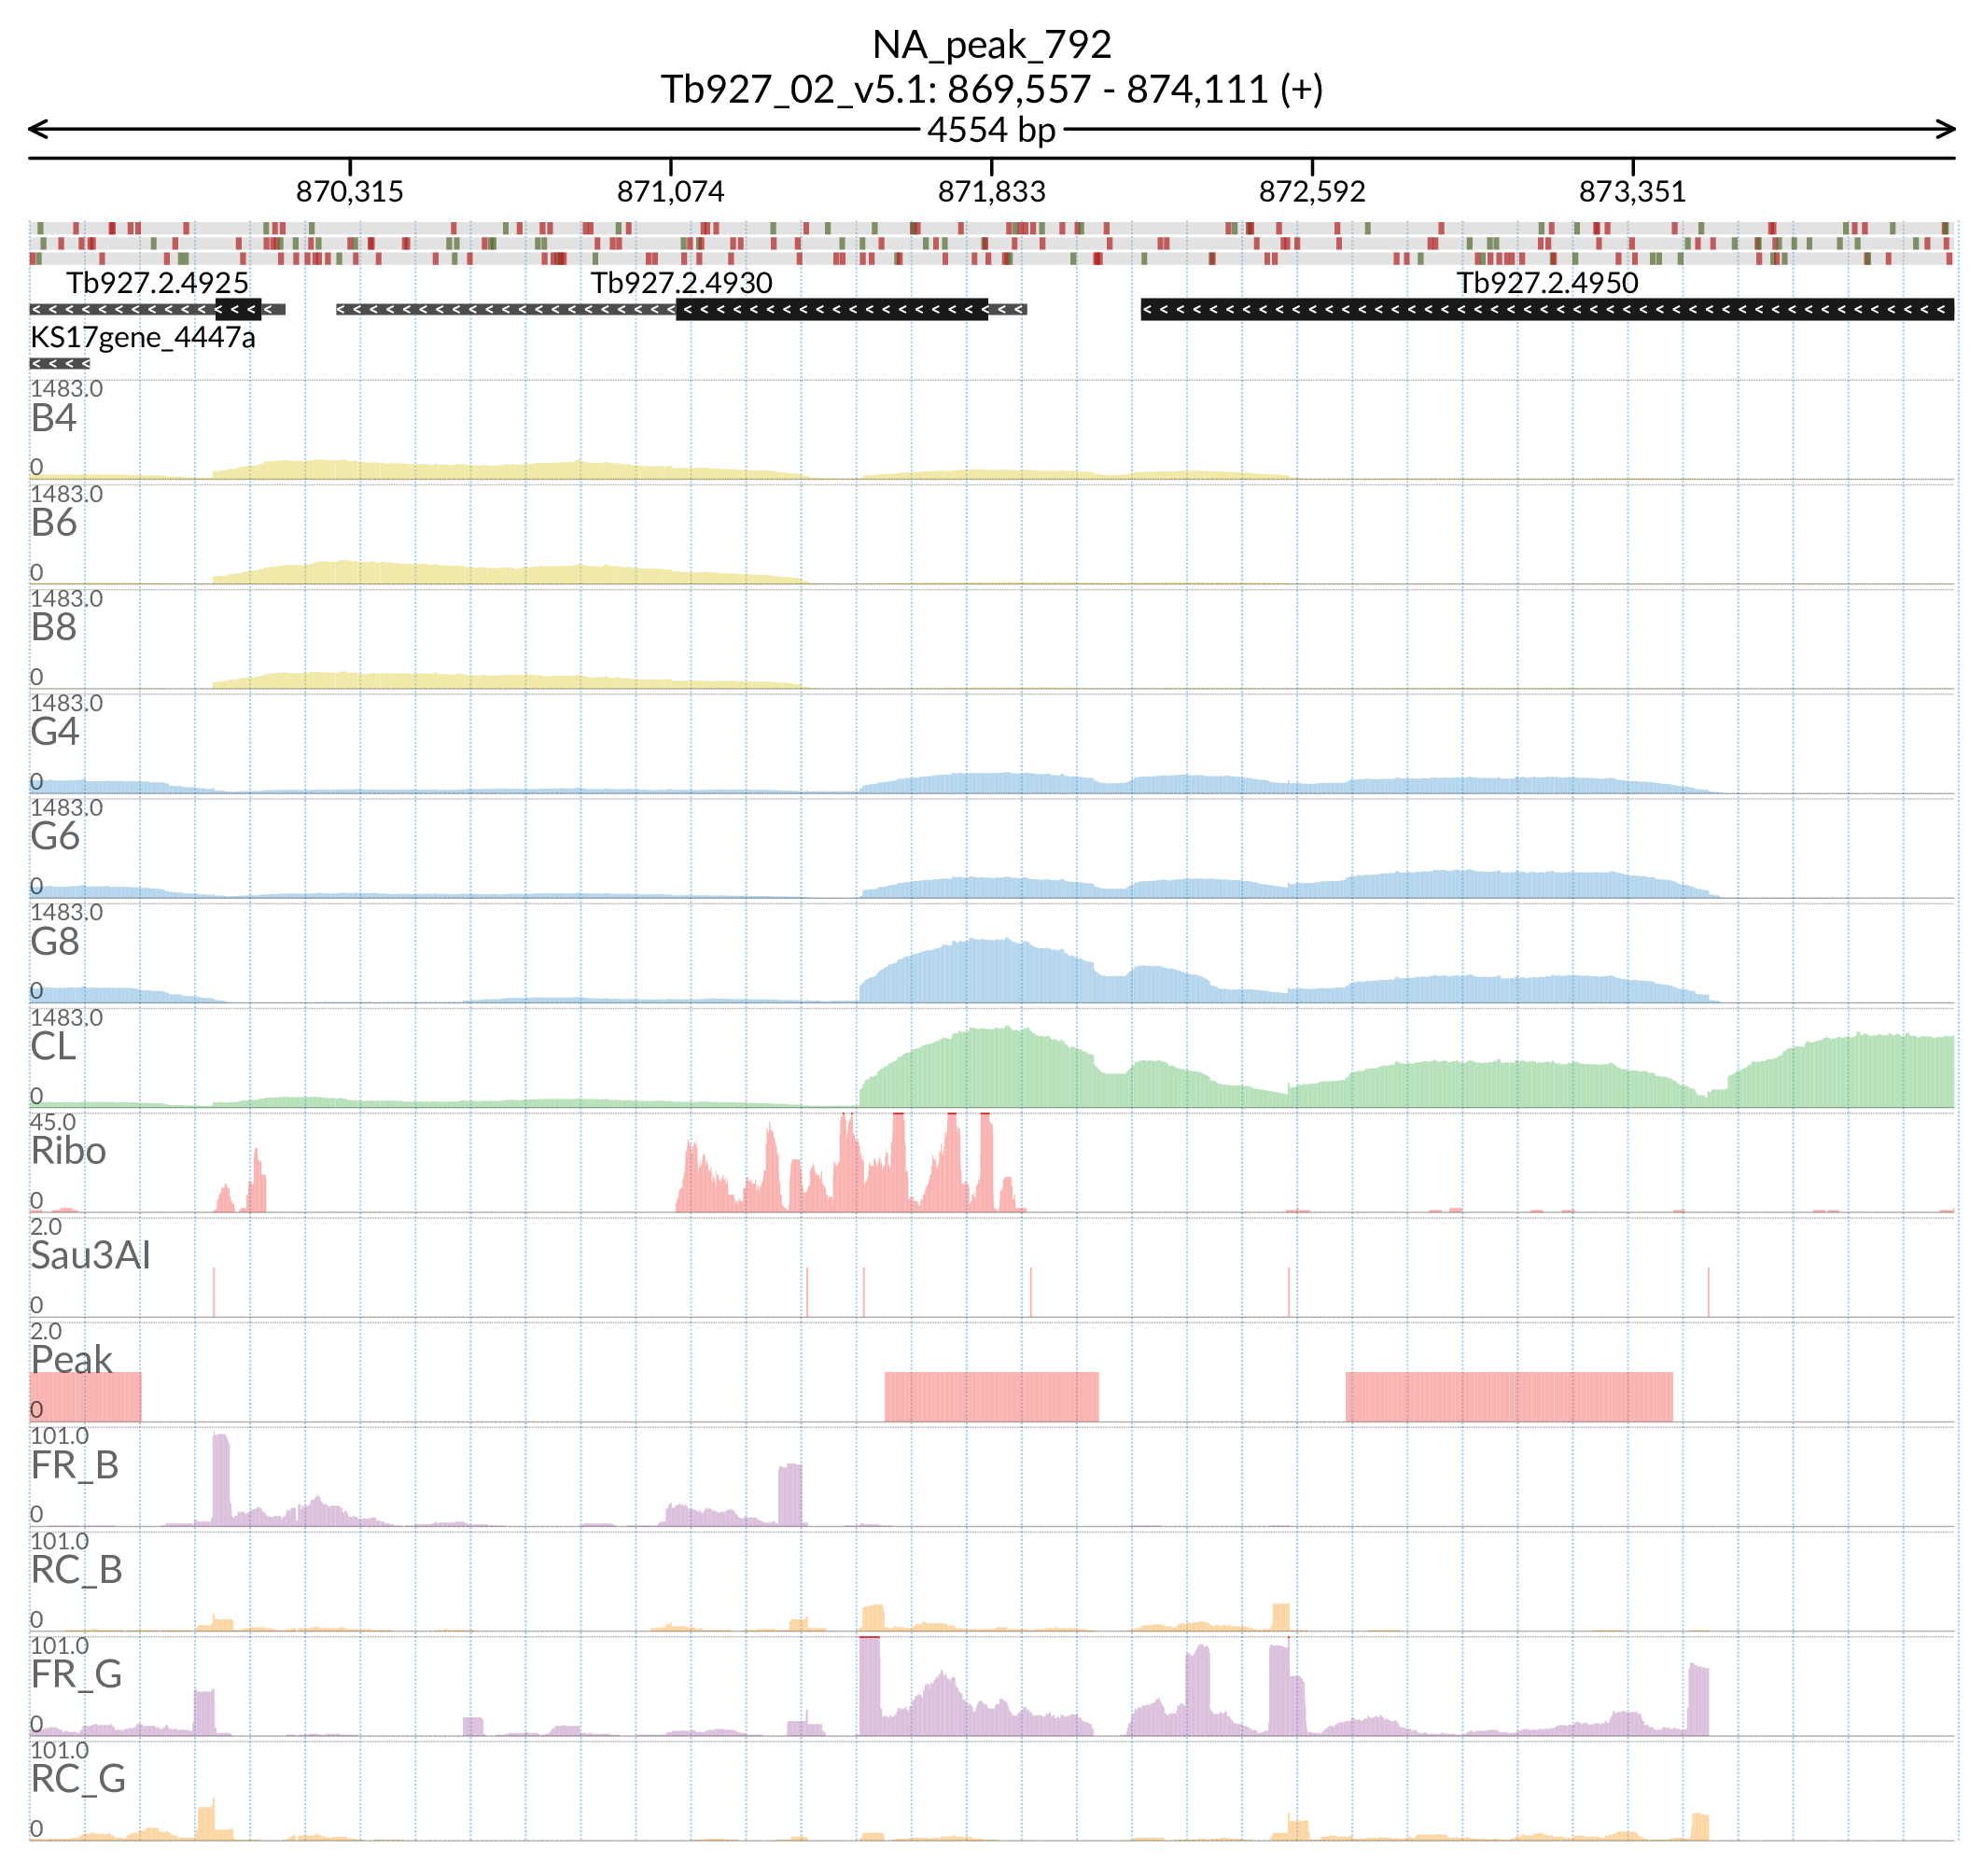 NA_peak_792
Tb927_02_v5.1: 869,557 - 874,111 (+)
4554 bp
870,315 871,074 871,833 872,592 873,351
Tb927.2.4925 Tb927.2.4930 Tb927.2.4950
KS17gene_4447a
1483.0
B4
0
1483.0
B6
0
1483.0
B8
0
1483.0
G4
0
1483.0
G6
0
1483.0
G8
0
1483.0
CL
0
45.0
Ribo
0
2.0
Sau3AI
0
2.0
Peak
0
101.0
FR_B
0
101.0
RC_B
0
101.0
FR_G
0
101.0
RC_G
0